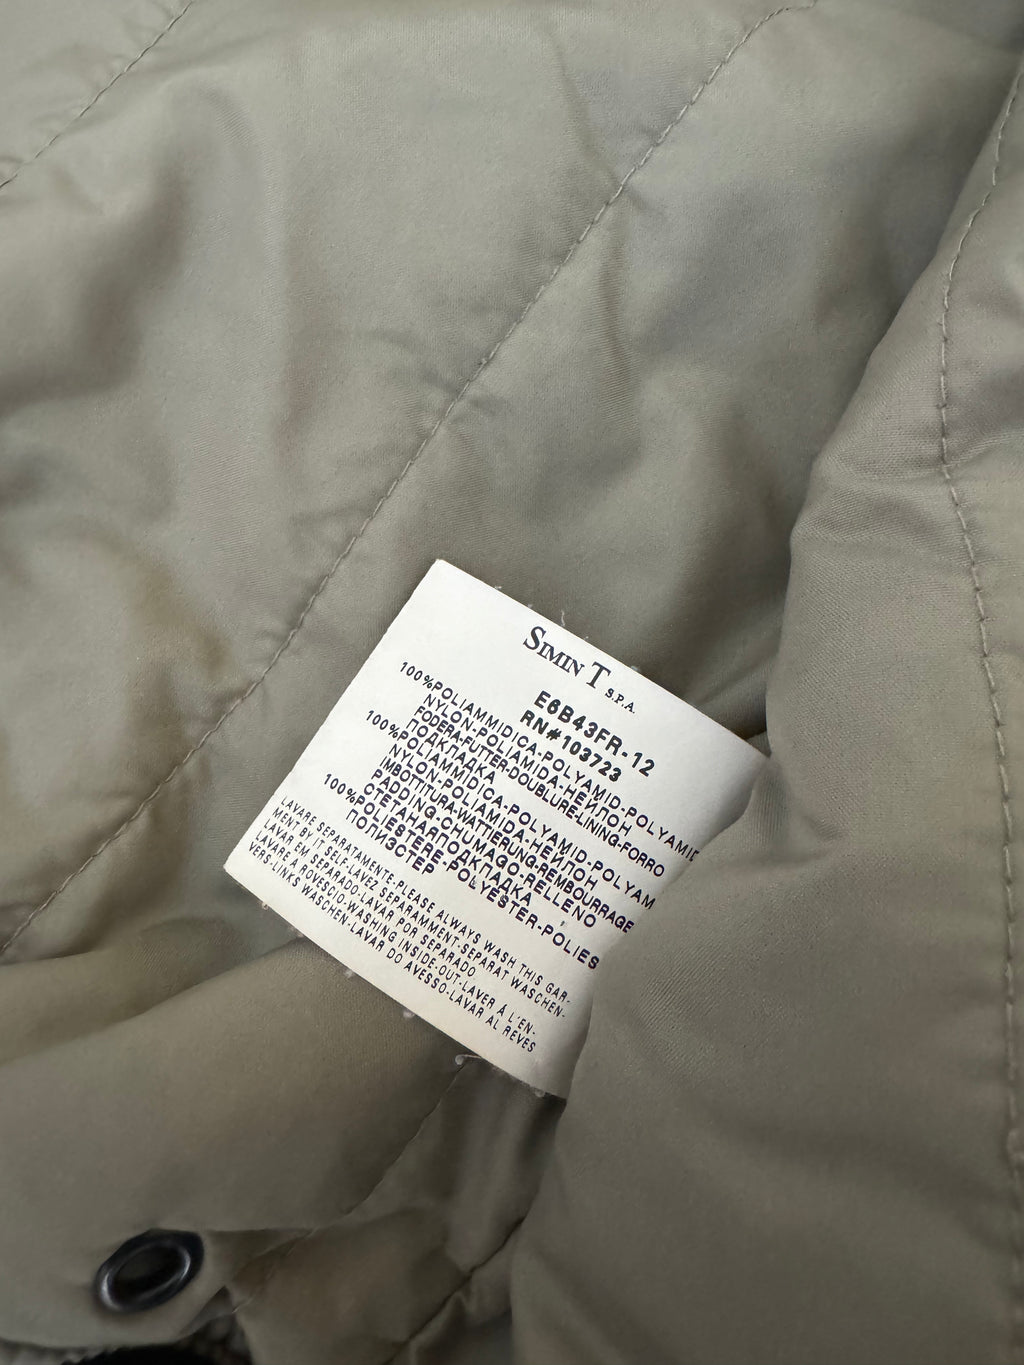 SIMIN T S.P.A.
E6B43FR-12
RN#103723
100%POLIAMMIDICA-POLYAMID-POLYAMID
NYLON-POLIAMIDA-НЕЙЛОН
FODERA-FUTTER-DOUBLURE-LINING-FORRO
ПОДКЛАДКА
100%POLIAMMIDICA-POLYAMID-POLYAM
NYLON-POLIAMIDA-НЕЙЛОН
IMBOTTITURA-WATTIERUNG-REMBOURRAGE
PADDING-CHUMAGO-RELLENO
СТЕГАНАЯПОДКЛАДКА
100%POLIESTERE-POLYESTER-POLIES
ПОЛИЭСТЕР
LAVARE SEPARATAMENTE.PLEASE ALWAYS WASH THIS GAR-
MENT BY IT SELF-LAVEZ SEPARAMMENT-SEPARAT WASCHEN-
LAVAR EM SEPARADO-LAVAR POR SEPARADO
LAVARE A ROVESCIO-WASHING INSIDE-OUT-LAVER À L'EN-
VERS-LINKS WASCHEN-LAVAR DO AVESSO-LAVAR AL REVES